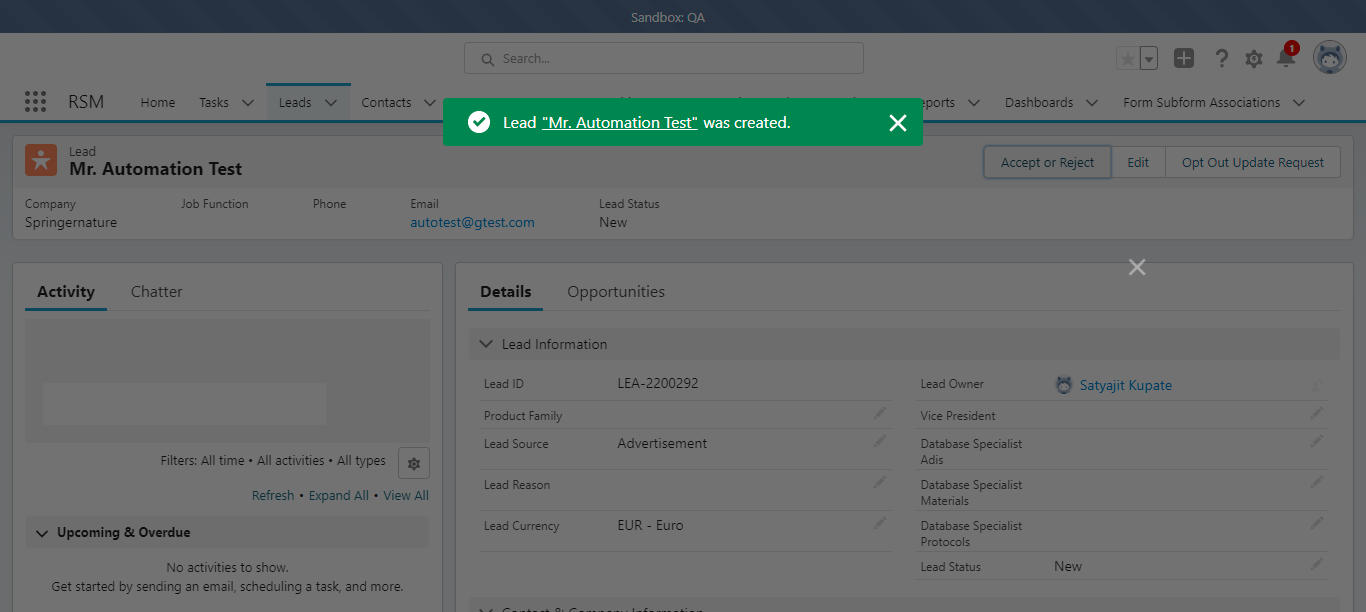 Sandbox: QA
Search...
1
RSM Home Tasks Leads Contacts eports Dashboards Form Subform Associations
Lead "Mr. Automation Test" was created.
Lead
Mr. Automation Test
Accept or Reject Edit Opt Out Update Request
Company Job Function Phone Email Lead Status
Springernature autotest@gtest.com New
Activity Chatter
Details Opportunities
Lead Information
Lead ID LEA-2200292 Lead Owner Satyajit Kupate
Product Family Vice President
Lead Source Advertisement Database Specialist
Adis
Lead Reason Database Specialist
Materials
Lead Currency EUR - Euro Database Specialist
Protocols
Lead Status New
Filters: All time • All activities • All types
Refresh • Expand All • View All
Upcoming & Overdue
No activities to show.
Get started by sending an email, scheduling a task, and more.
Contact & Company Information